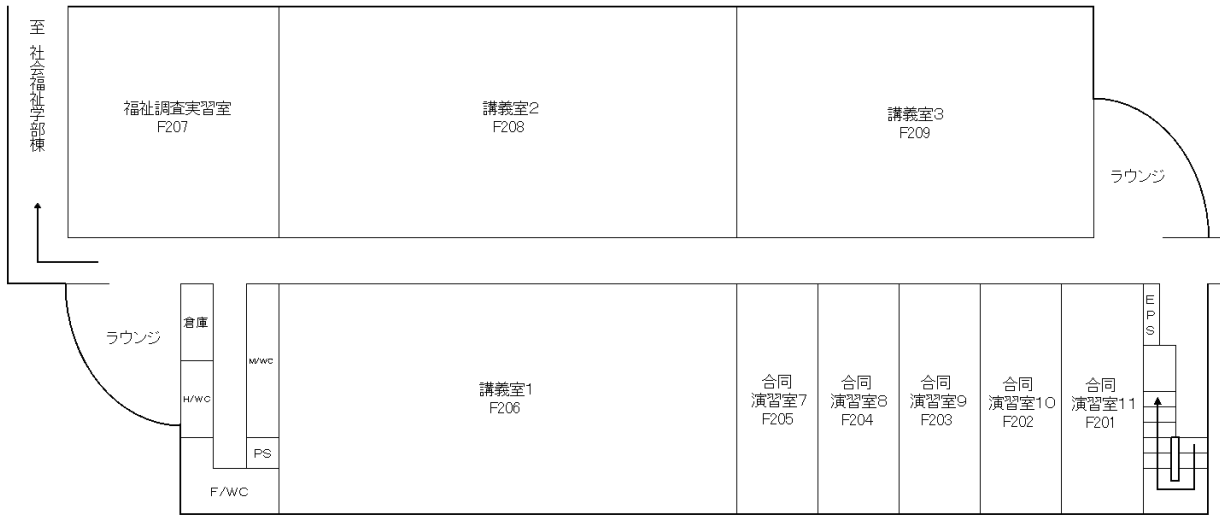 至 社会福祉学部棟
福祉調査実習室
F207
講義室2
F208
講義室3
F209
ラウンジ
ラウンジ
倉庫
H/WC
M/WC
PS
F/WC
講義室1
F206
合同
演習室7
F205
合同
演習室8
F204
合同
演習室9
F203
合同
演習室10
F202
合同
演習室11
F201
EPS